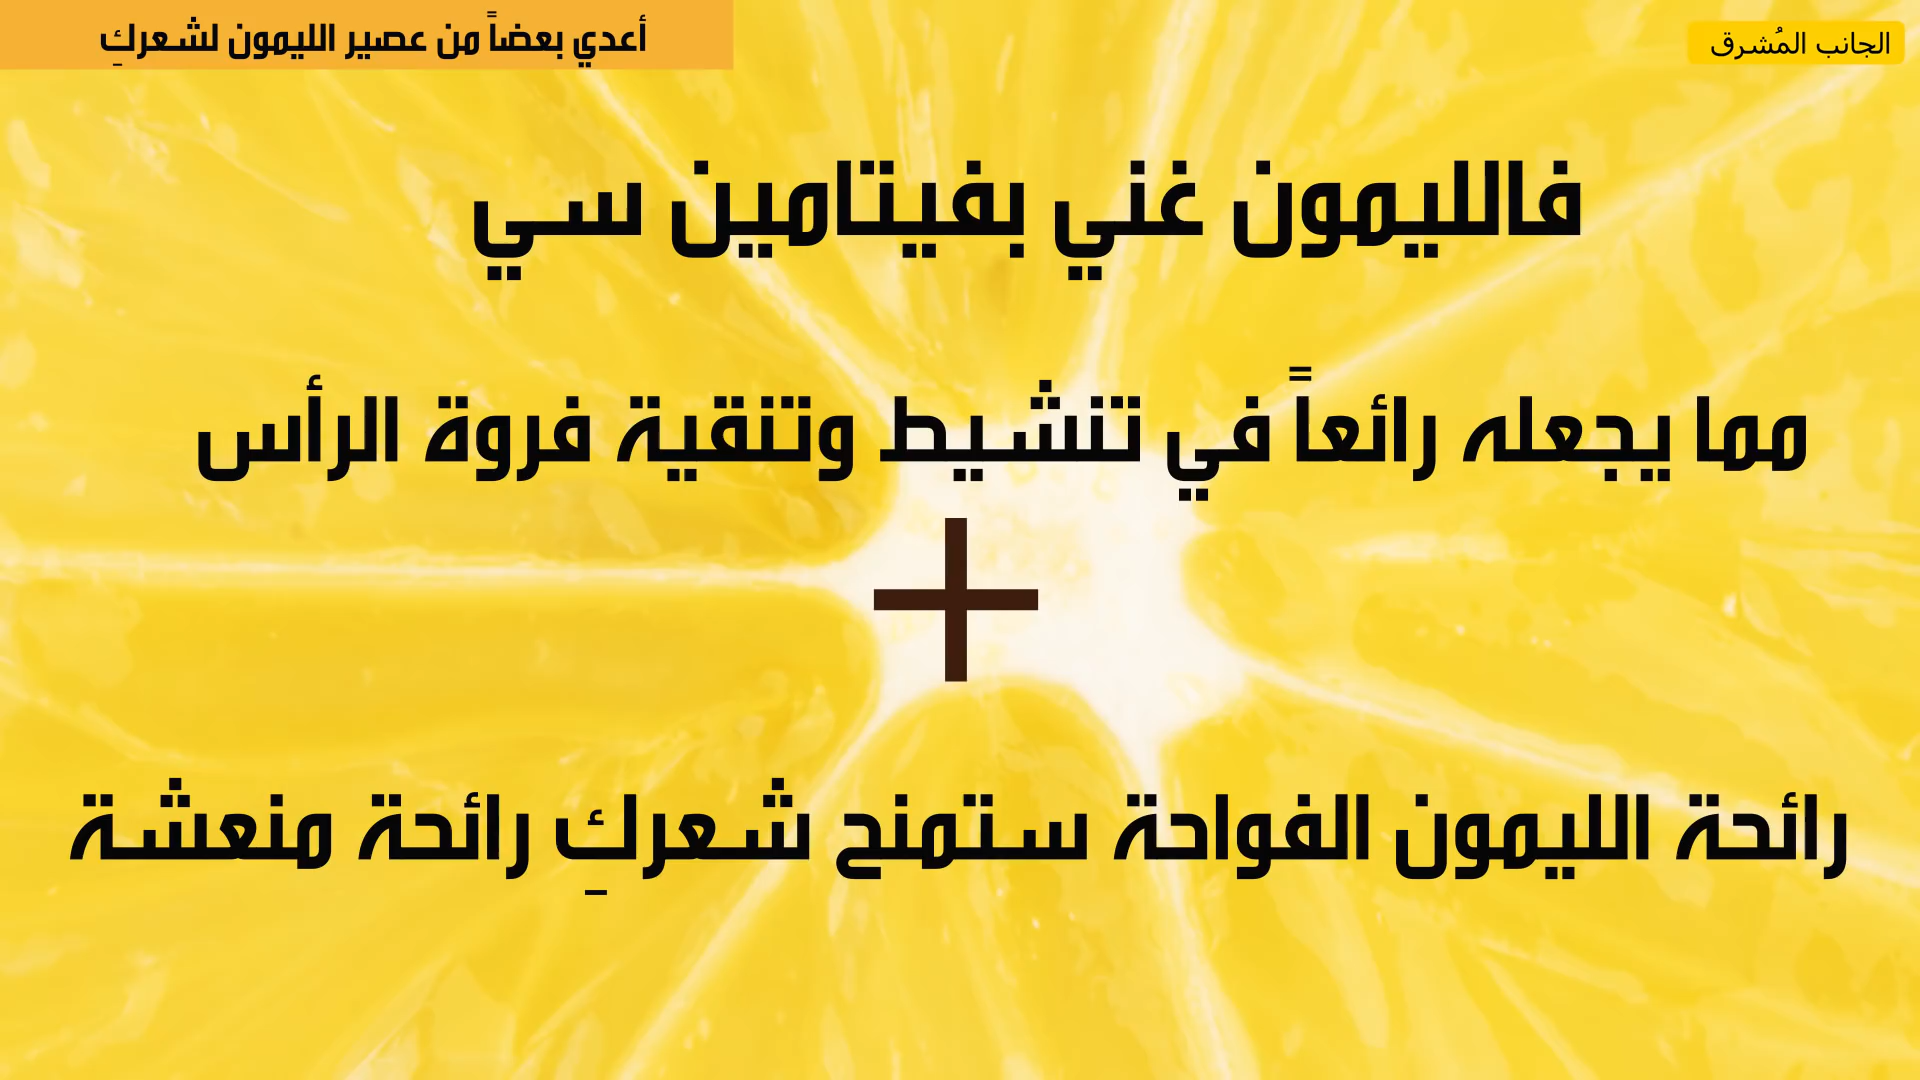 الجانب المُشرق
أعدي بعضاً من عصير الليمون لشعركِ
فالليمون غني بفيتامين سي
مما يجعله رائعاً في تنشيط وتنقية فروة الرأس
+
رائحة الليمون الفواحة ستمنح شعركِ رائحة منعشة